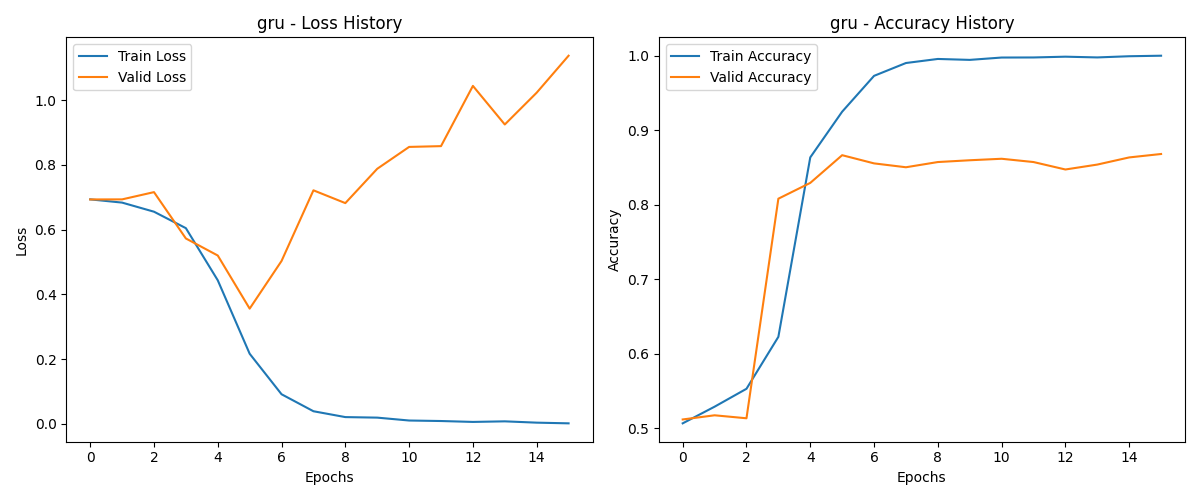 gru - Loss History
Train Loss
Valid Loss
1.0
0.8
0.6
0.4
0.2
0.0
Loss
0 2 4 6 8 10 12 14
Epochs
gru - Accuracy History
Train Accuracy
Valid Accuracy
1.0
0.9
0.8
0.7
0.6
0.5
Accuracy
0 2 4 6 8 10 12 14
Epochs